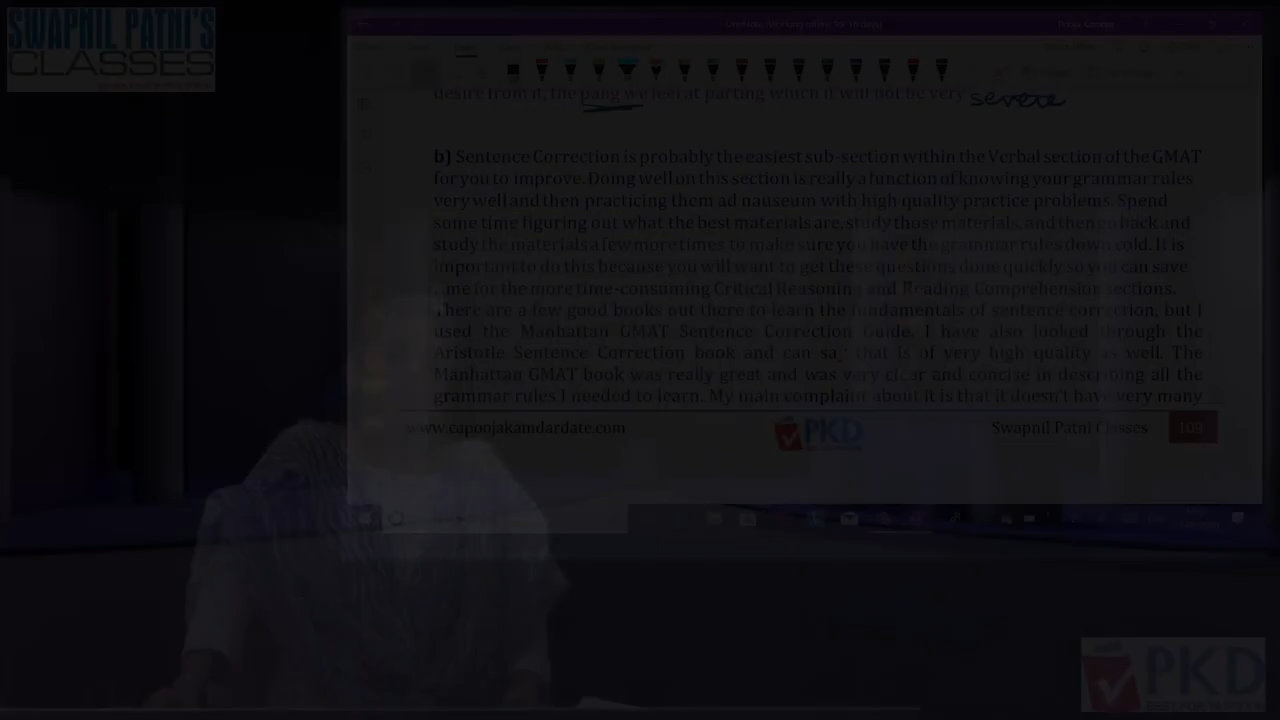 SWAPNIL PATNI'S
CLASSES
desire from it, the pang we feel at parting which it will not be very severe
b) Sentence Correction is probably the easiest sub-section within the Verbal section of the GMAT
for you to improve. Doing well on this section is really a function of knowing your grammar rules
very well and then practicing them ad nauseum with high quality practice problems. Spend
some time figuring out what the best materials are, study those materials, and then go back and
study the materials a few more times to make sure you have the grammar rules down cold. It is
important to do this because you will want to get these questions done quickly so you can save
time for the more time-consuming Critical Reasoning and Reading Comprehension sections.
There are a few good books out there to learn the fundamentals of sentence correction, but I
used the Manhattan GMAT Sentence Correction Guide. I have also looked through the
Aristotle Sentence Correction book and can say that is of very high quality as well. The
Manhattan GMAT book was really great and was very clear and concise in describing all the
grammar rules I needed to learn. My main complaint about it is that it doesn't have very many
www.capoojakamdardate.com PKD Swapnil Patni Classes 103
PKD